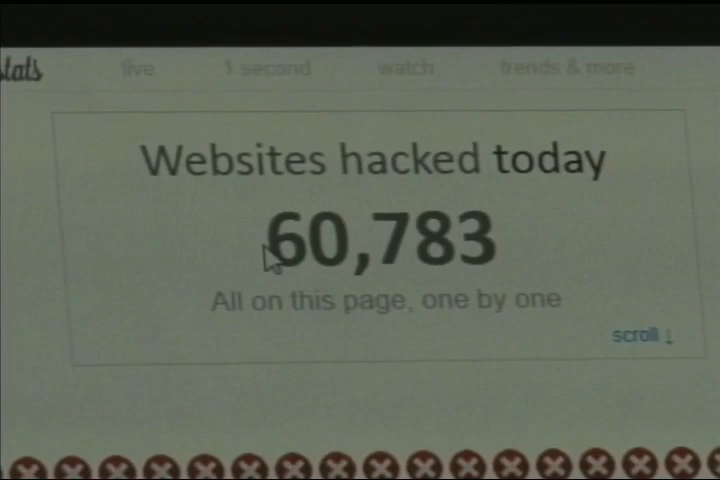 stats live 1 second watch trends & more
Websites hacked today
60,783
All on this page, one by one
scroll ↓